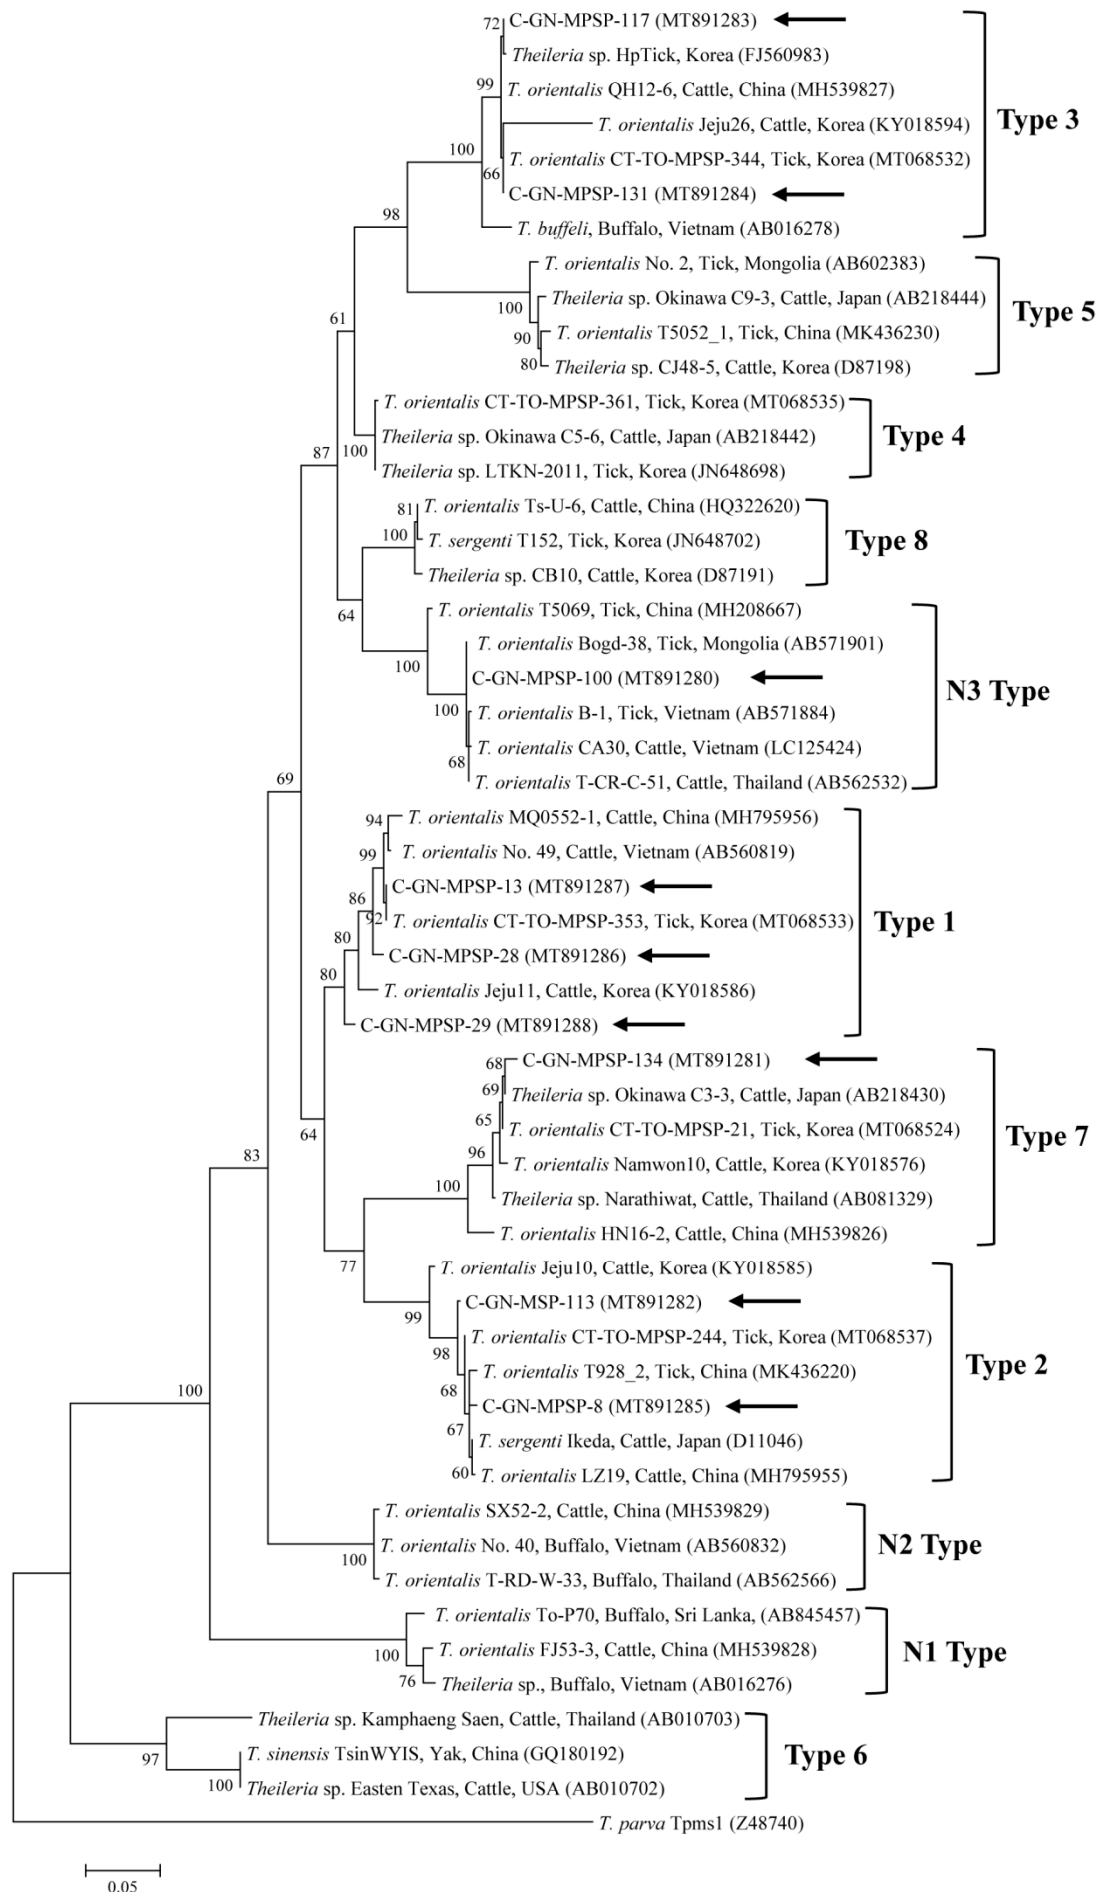 72
C-GN-MPSP-117 (MT891283)
Theileria sp. HpTick, Korea (FJ560983)
99
T. orientalis QH12-6, Cattle, China (MH539827)
Type 3
T. orientalis Jeju26, Cattle, Korea (KY018594)
100
T. orientalis CT-TO-MPSP-344, Tick, Korea (MT068532)
66
C-GN-MPSP-131 (MT891284)
98
T. buffeli, Buffalo, Vietnam (AB016278)
T. orientalis No. 2, Tick, Mongolia (AB602383)
100
Theileria sp. Okinawa C9-3, Cattle, Japan (AB218444)
Type 5
61
90
T. orientalis T5052_1, Tick, China (MK436230)
80
Theileria sp. CJ48-5, Cattle, Korea (D87198)
T. orientalis CT-TO-MPSP-361, Tick, Korea (MT068535)
Theileria sp. Okinawa C5-6, Cattle, Japan (AB218442)
Type 4
87
100
Theileria sp. LTKN-2011, Tick, Korea (JN648698)
81
T. orientalis Ts-U-6, Cattle, China (HQ322620)
100
T. sergenti T152, Tick, Korea (JN648702)
Type 8
Theileria sp. CB10, Cattle, Korea (D87191)
64
T. orientalis T5069, Tick, China (MH208667)
T. orientalis Bogd-38, Tick, Mongolia (AB571901)
100
C-GN-MPSP-100 (MT891280)
N3 Type
100
T. orientalis B-1, Tick, Vietnam (AB571884)
T. orientalis CA30, Cattle, Vietnam (LC125424)
68
T. orientalis T-CR-C-51, Cattle, Thailand (AB562532)
69
94
T. orientalis MQ0552-1, Cattle, China (MH795956)
99
T. orientalis No. 49, Cattle, Vietnam (AB560819)
C-GN-MPSP-13 (MT891287)
86
92
T. orientalis CT-TO-MPSP-353, Tick, Korea (MT068533)
Type 1
80
C-GN-MPSP-28 (MT891286)
80
T. orientalis Jeju11, Cattle, Korea (KY018586)
C-GN-MPSP-29 (MT891288)
68
C-GN-MPSP-134 (MT891281)
69
Theileria sp. Okinawa C3-3, Cattle, Japan (AB218430)
65
T. orientalis CT-TO-MPSP-21, Tick, Korea (MT068524)
Type 7
64
96
T. orientalis Namwon10, Cattle, Korea (KY018576)
83
100
Theileria sp. Narathiwat, Cattle, Thailand (AB081329)
T. orientalis HN16-2, Cattle, China (MH539826)
77
T. orientalis Jeju10, Cattle, Korea (KY018585)
99
C-GN-MSP-113 (MT891282)
T. orientalis CT-TO-MPSP-244, Tick, Korea (MT068537)
98
T. orientalis T928_2, Tick, China (MK436220)
Type 2
68
100
C-GN-MPSP-8 (MT891285)
67
T. sergenti Ikeda, Cattle, Japan (D11046)
60
T. orientalis LZ19, Cattle, China (MH795955)
T. orientalis SX52-2, Cattle, China (MH539829)
T. orientalis No. 40, Buffalo, Vietnam (AB560832)
N2 Type
100
T. orientalis T-RD-W-33, Buffalo, Thailand (AB562566)
T. orientalis To-P70, Buffalo, Sri Lanka, (AB845457)
100
T. orientalis FJ53-3, Cattle, China (MH539828)
N1 Type
76
Theileria sp., Buffalo, Vietnam (AB016276)
Theileria sp. Kamphaeng Saen, Cattle, Thailand (AB010703)
97
T. sinensis TsinWYIS, Yak, China (GQ180192)
Type 6
100
Theileria sp. Easten Texas, Cattle, USA (AB010702)
T. parva Tpms1 (Z48740)
0.05